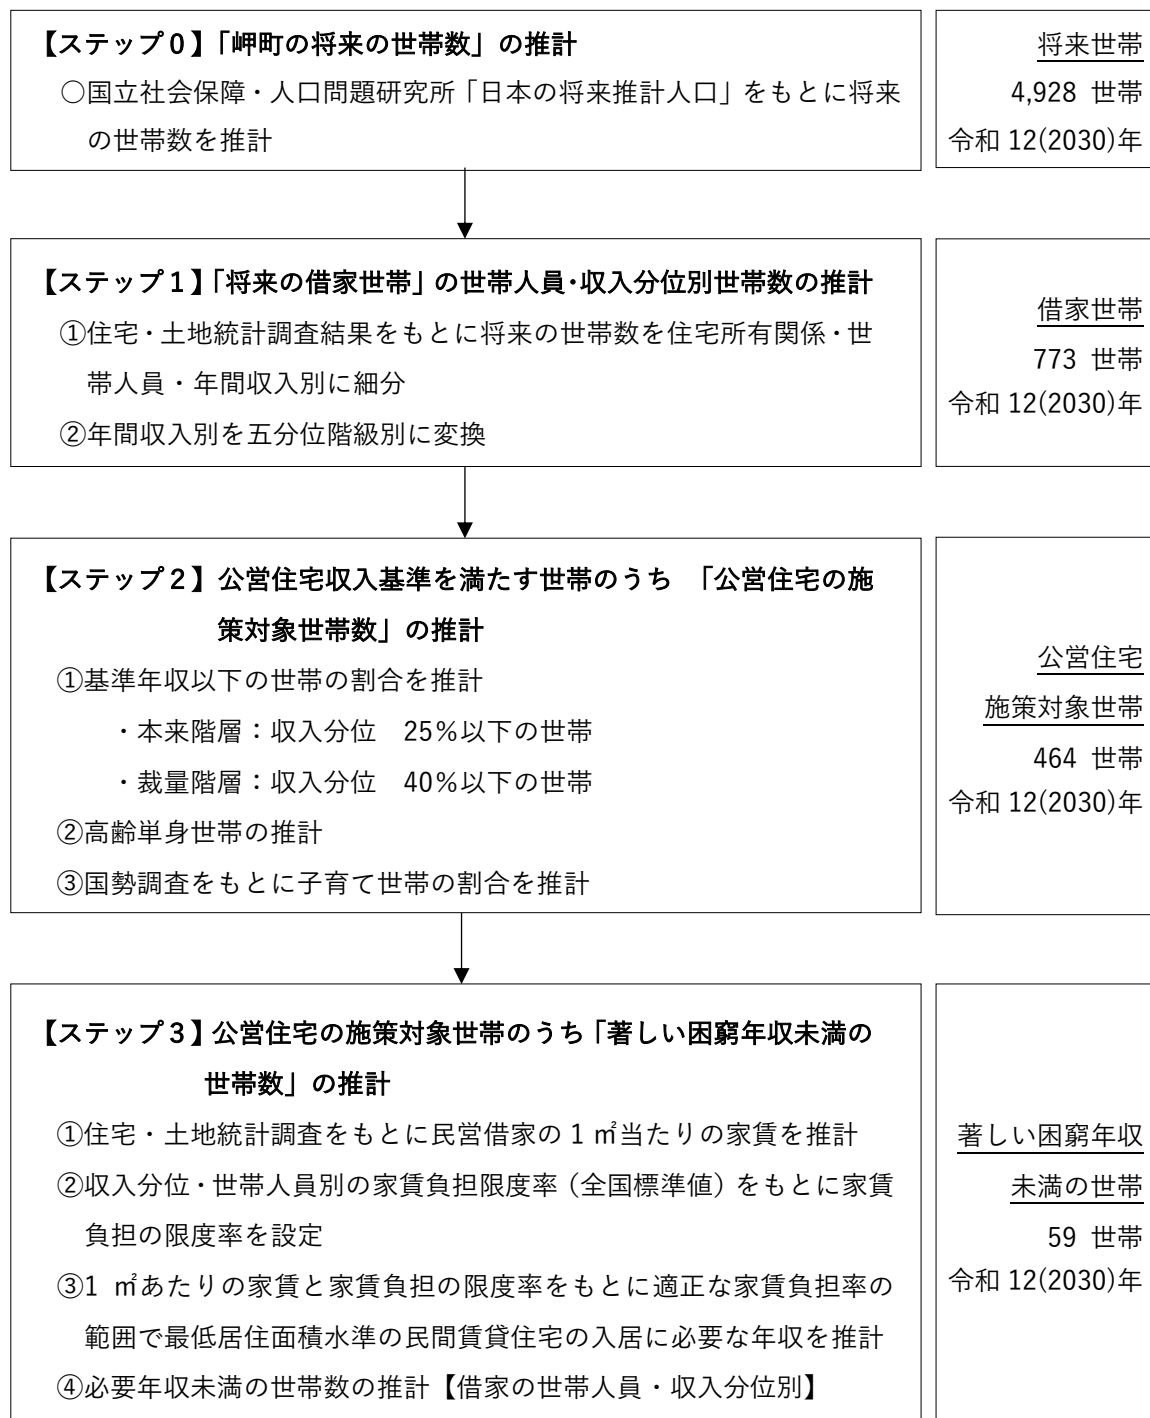 【ステップ０】「岬町の将来の世帯数」の推計
○国立社会保障・人口問題研究所「日本の将来推計人口」をもとに将来
の世帯数を推計
将来世帯
4,928 世帯
令和 12(2030)年
【ステップ１】「将来の借家世帯」の世帯人員・収入分位別世帯数の推計
①住宅・土地統計調査結果をもとに将来の世帯数を住宅所有関係・世
帯人員・年間収入別に細分
②年間収入別を五分位階級別に変換
借家世帯
773 世帯
令和 12(2030)年
【ステップ２】公営住宅収入基準を満たす世帯のうち　「公営住宅の施
策対象世帯数」の推計
①基準年収以下の世帯の割合を推計
・本来階層：収入分位　25％以下の世帯
・裁量階層：収入分位　40％以下の世帯
②高齢単身世帯の推計
③国勢調査をもとに子育て世帯の割合を推計
公営住宅
施策対象世帯
464 世帯
令和 12(2030)年
【ステップ３】公営住宅の施策対象世帯のうち「著しい困窮年収未満の
世帯数」の推計
①住宅・土地統計調査をもとに民営借家の 1 ㎡当たりの家賃を推計
②収入分位・世帯人員別の家賃負担限度率（全国標準値）をもとに家賃
負担の限度率を設定
③1 ㎡あたりの家賃と家賃負担の限度率をもとに適正な家賃負担率の
範囲で最低居住面積水準の民間賃貸住宅の入居に必要な年収を推計
④必要年収未満の世帯数の推計【借家の世帯人員・収入分位別】
著しい困窮年収
未満の世帯
59 世帯
令和 12(2030)年